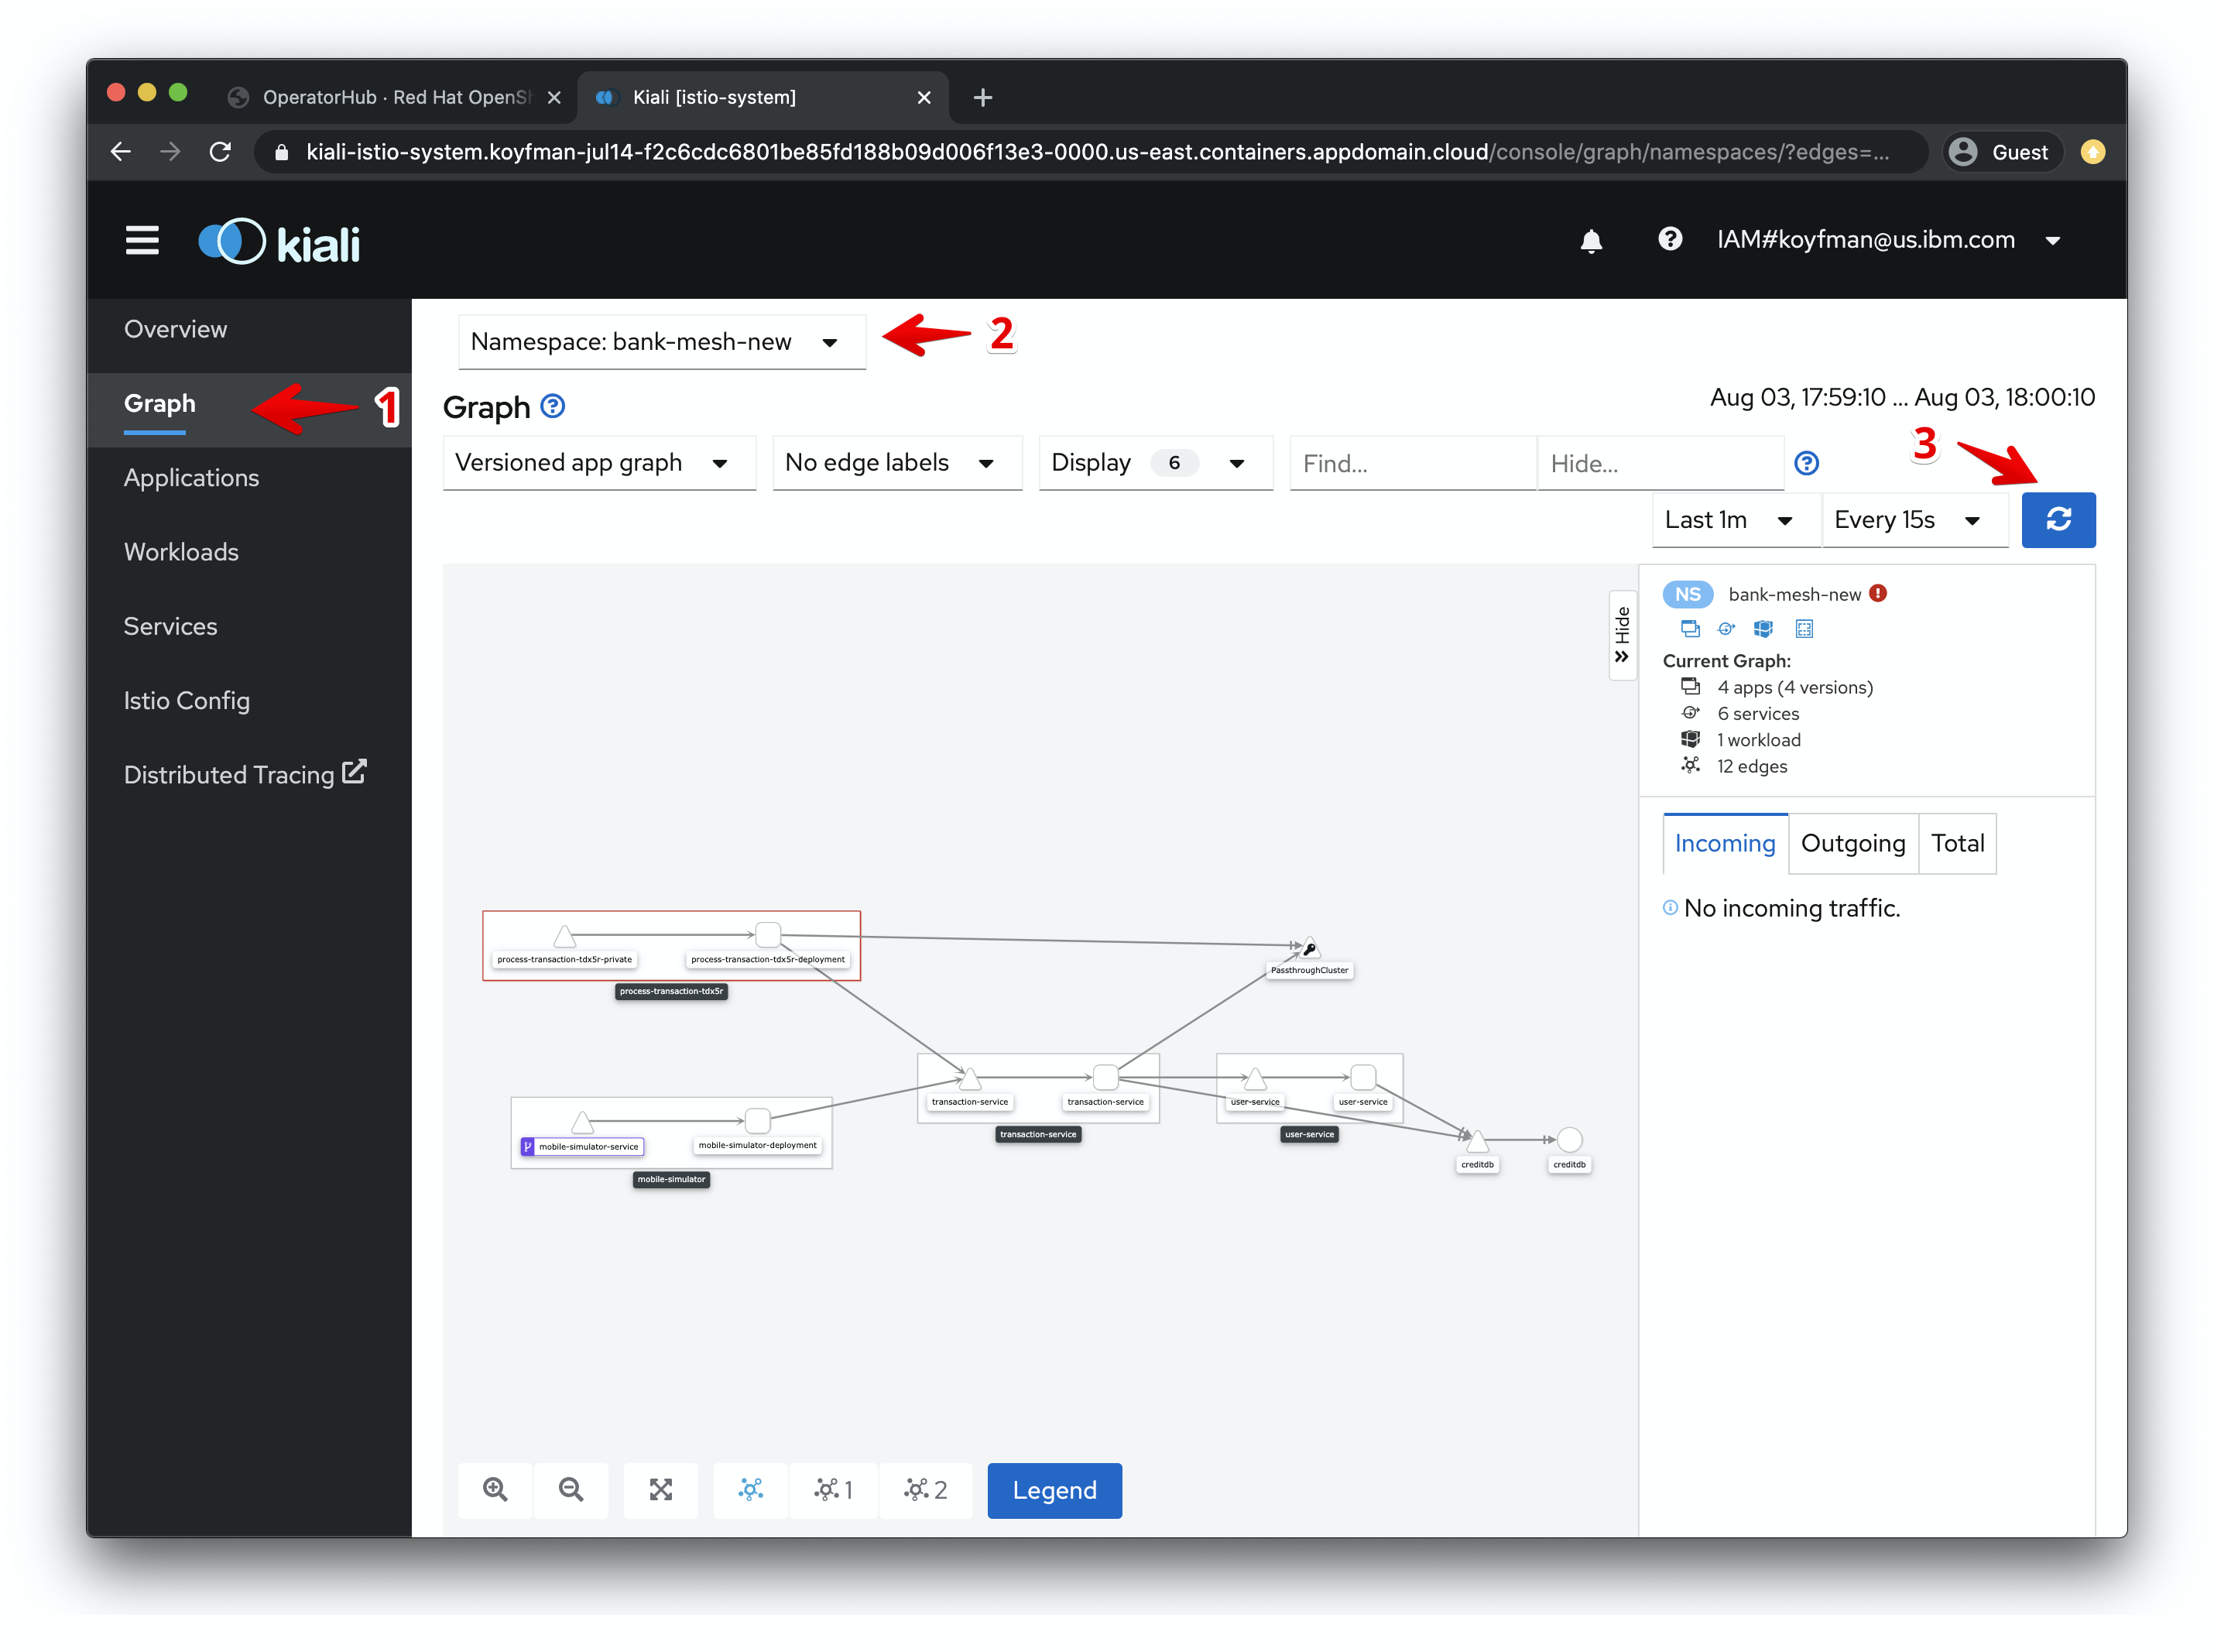 OperatorHub · Red Hat OpenSh
Kiali [istio-system]
kiali-istio-system.koyfman-jul14-f2c6cdc6801be85fd188b09d006f13e3-0000.us-east.containers.appdomain.cloud/console/graph/namespaces/?edges=...
Guest
kiali
IAM#koyfman@us.ibm.com
Overview
Graph
1
Applications
Workloads
Services
Istio Config
Distributed Tracing
Namespace: bank-mesh-new
2
Graph
Aug 03, 17:59:10 ... Aug 03, 18:00:10
Versioned app graph
No edge labels
Display 6
Find...
Hide...
3
Last 1m
Every 15s
Hide
NS bank-mesh-new
Current Graph:
4 apps (4 versions)
6 services
1 workload
12 edges
Incoming
Outgoing
Total
No incoming traffic.
process-transaction-tdx5r-private
process-transaction-tdx5r-deployment
process-transaction-tdx5r
PassthroughCluster
transaction-service
transaction-service
transaction-service
user-service
user-service
user-service
mobile-simulator-service
mobile-simulator-deployment
mobile-simulator
creditdb
creditdb
1
2
Legend